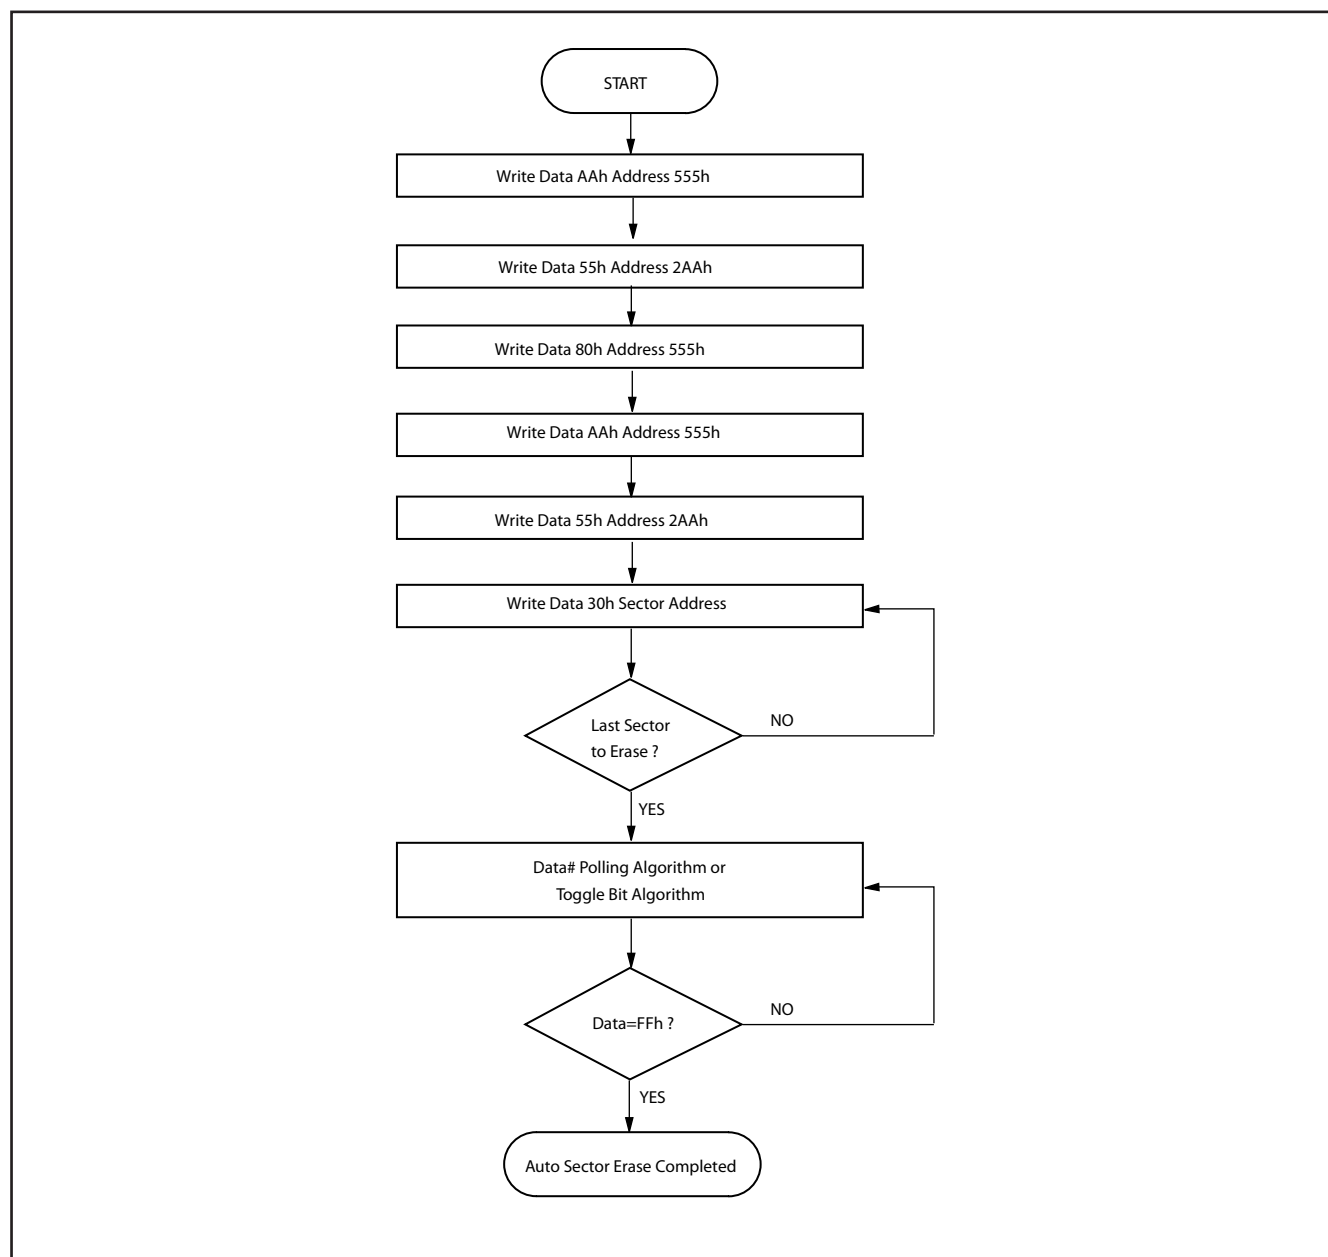 START
Write Data AAh Address 555h
Write Data 55h Address 2AAh
Write Data 80h Address 555h
Write Data AAh Address 555h
Write Data 55h Address 2AAh
Write Data 30h Sector Address
Last Sector
to Erase ?
NO
YES
Data# Polling Algorithm or
Toggle Bit Algorithm
Data=FFh ?
NO
YES
Auto Sector Erase Completed